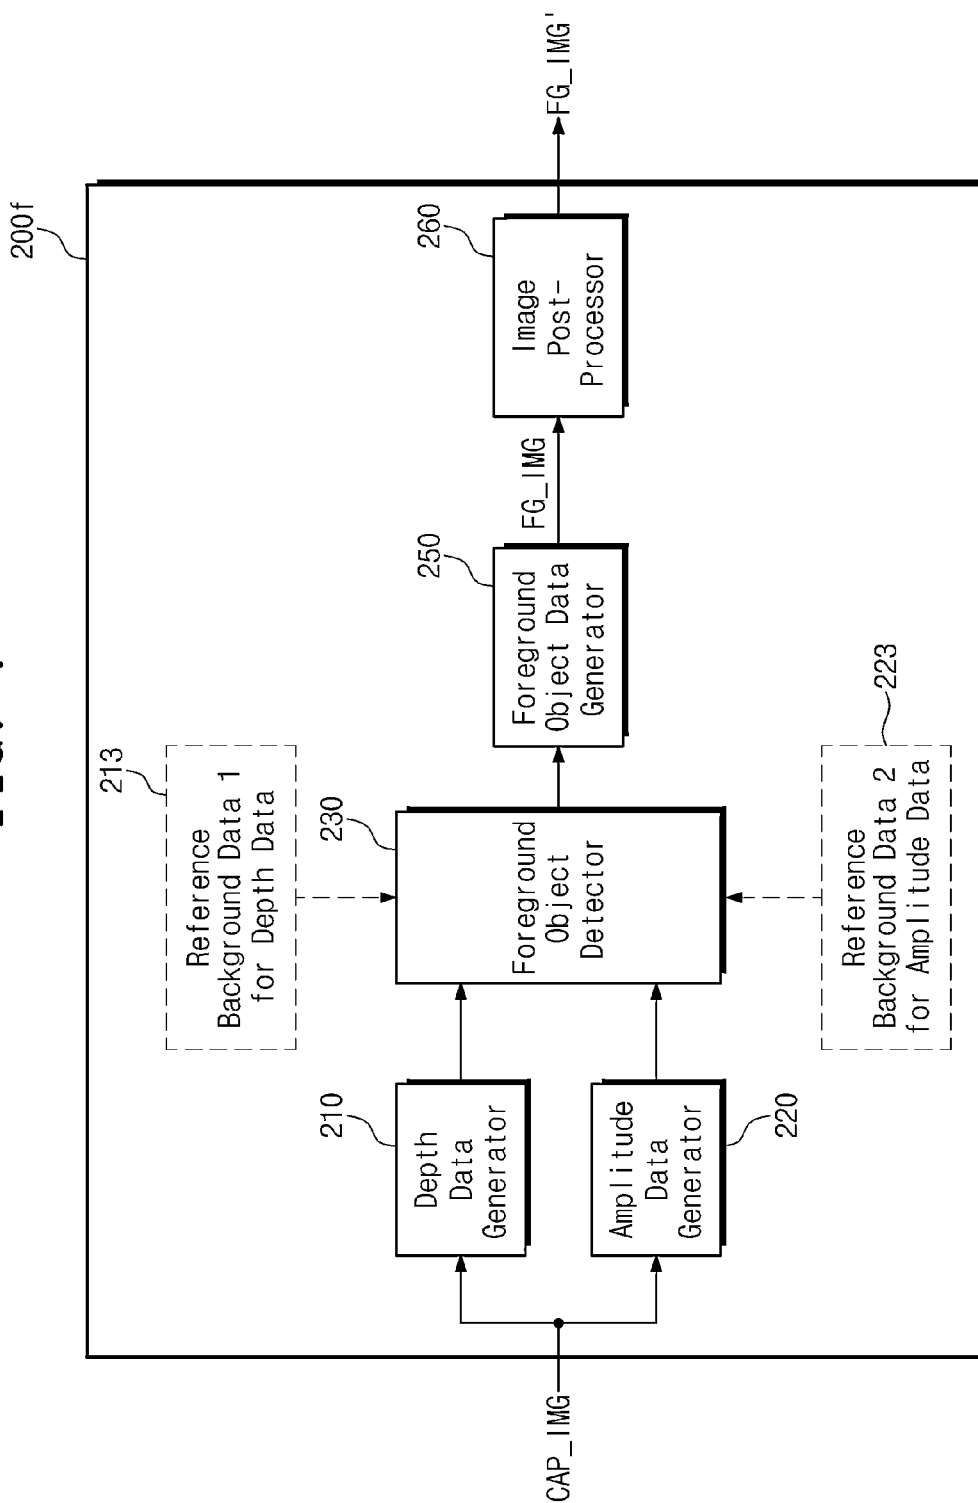 200f
213
Reference
Background Data 1
for Depth Data
210
Depth
Data
Generator
230
Foreground
Object
Detector
250
Foreground
Object Data
Generator
FG_IMG
260
Image
Post-
Processor
FG_IMG'
CAP_IMG
Amplitude
Data
Generator
220
Reference
Background Data 2
for Amplitude Data
223